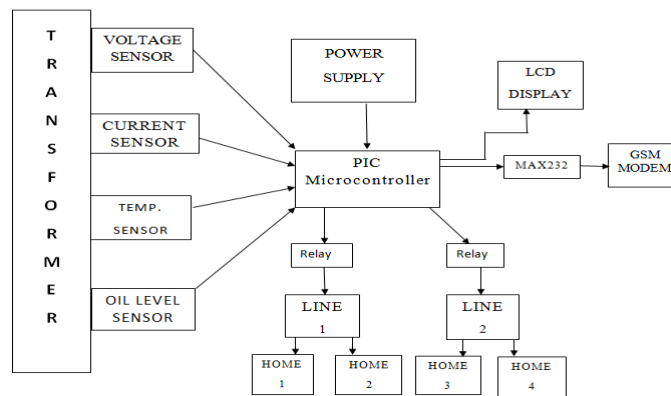 TRANSFORMER
VOLTAGE
SENSOR
CURRENT
SENSOR
TEMP.
SENSOR
OIL LEVEL
SENSOR
POWER
SUPPLY
PIC
Microcontroller
LCD
DISPLAY
MAX232
GSM
MODEM
Relay
Relay
LINE
1
LINE
2
HOME
1
HOME
2
HOME
3
HOME
4